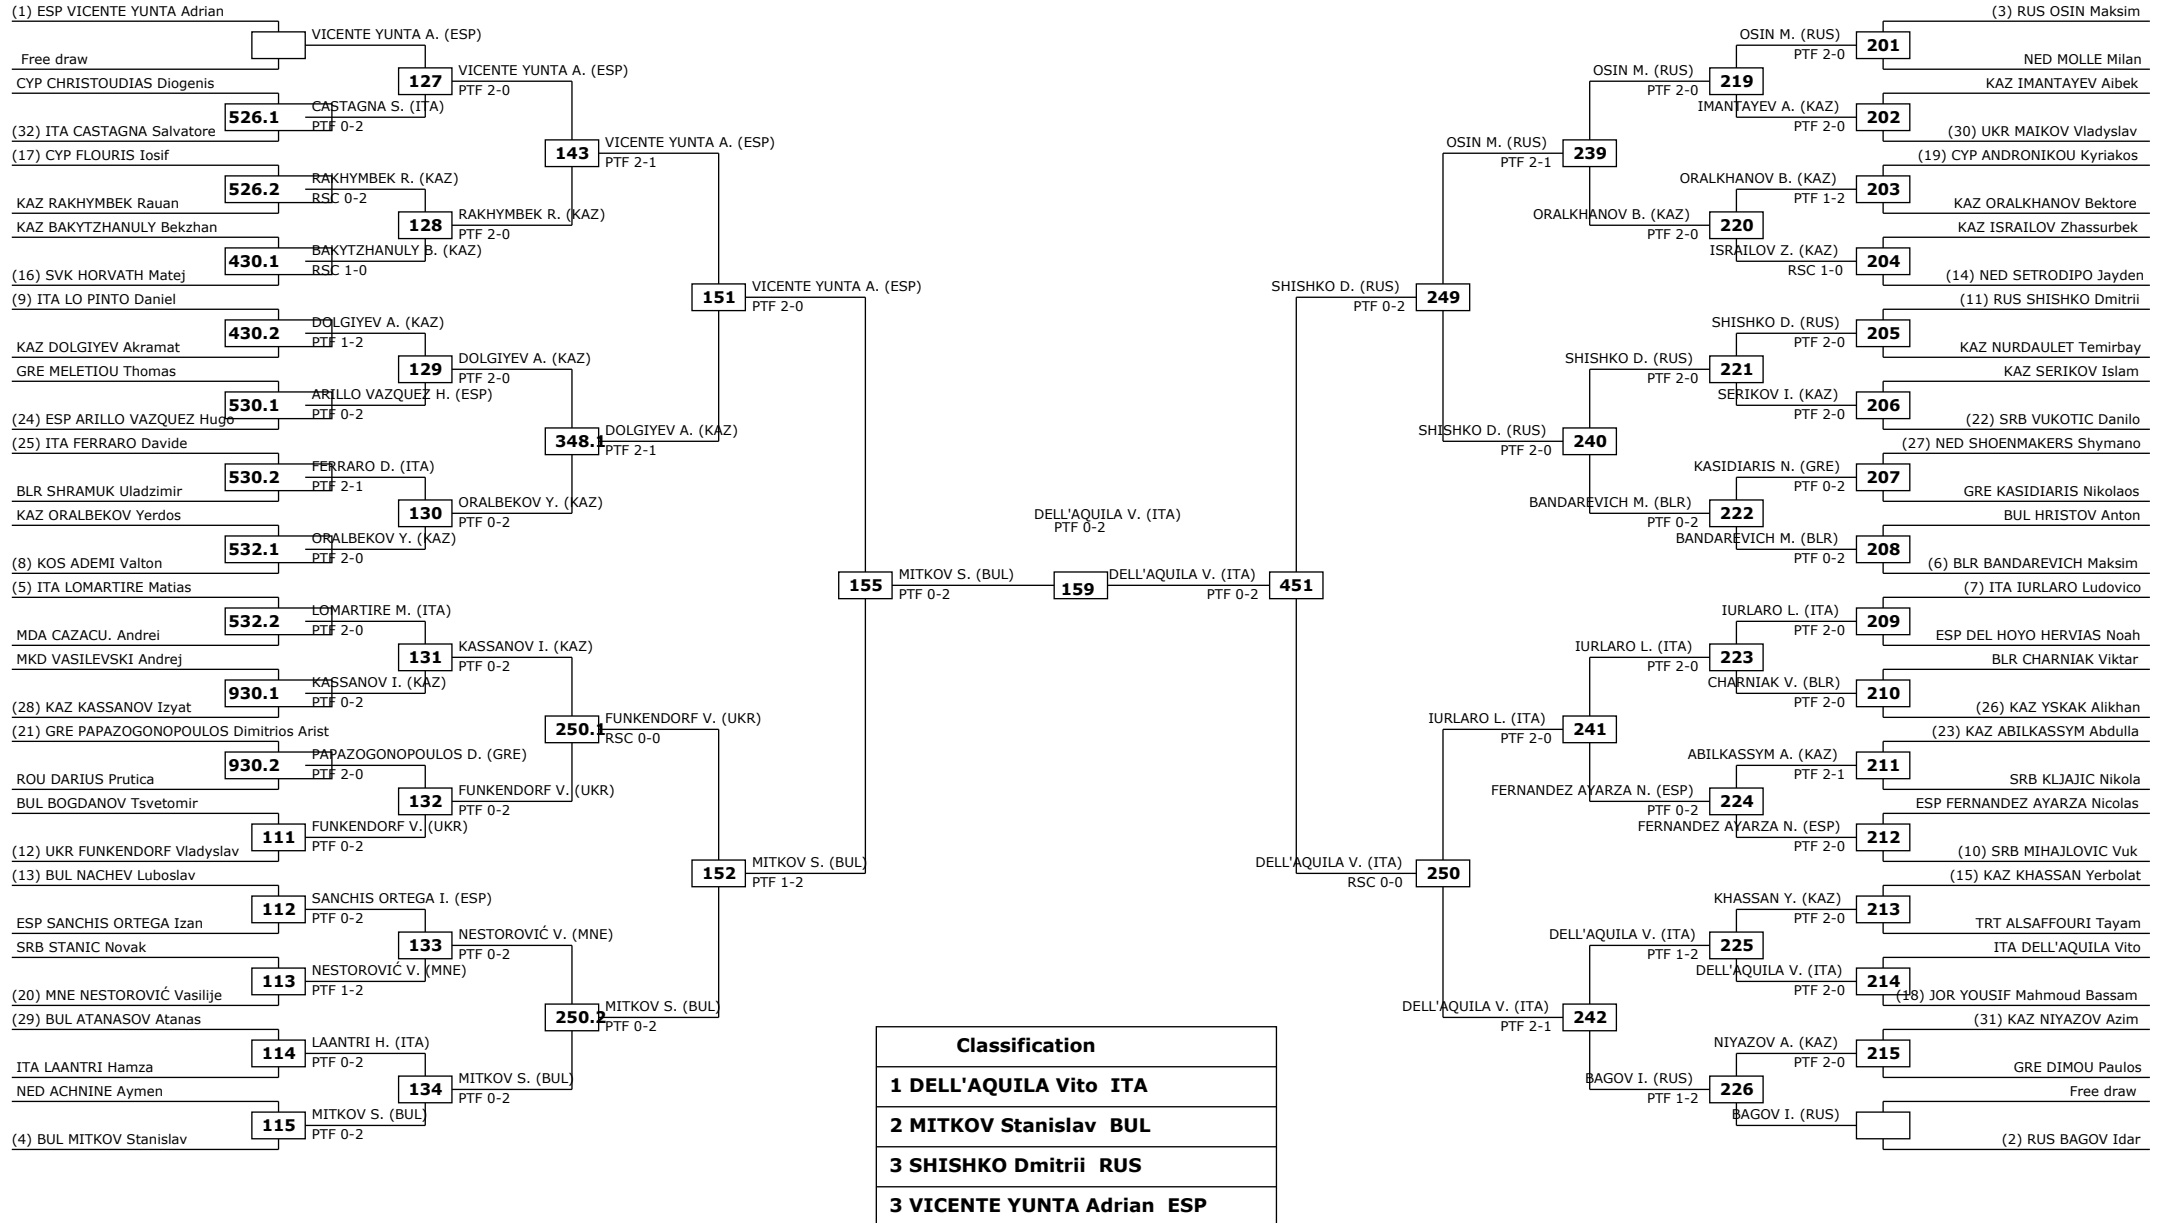 (1) ESP VICENTE YUNTA Adrian
Free draw
CYP CHRISTOUDIAS Diogenis
(32) ITA CASTAGNA Salvatore
(17) CYP FLOURIS Iosif
KAZ RAKHYMBEK Rauan
KAZ BAKYTZHANULY Bekzhan
(16) SVK HORVATH Matej
(9) ITA LO PINTO Daniel
KAZ DOLGIYEV Akramat
GRE MELETIOU Thomas
(24) ESP ARILLO VAZQUEZ Hugo
(25) ITA FERRARO Davide
BLR SHRAMUK Uladzimir
KAZ ORALBEKOV Yerdos
(8) KOS ADEMI Valton
(5) ITA LOMARTIRE Matias
MDA CAZACU. Andrei
MKD VASILEVSKI Andrej
(28) KAZ KASSANOV Izyat
(21) GRE PAPAZOGONOPOULOS Dimitrios Arist
ROU DARIUS Prutica
BUL BOGDANOV Tsvetomir
(12) UKR FUNKENDORF Vladyslav
(13) BUL NACHEV Luboslav
ESP SANCHIS ORTEGA Izan
SRB STANIC Novak
(20) MNE NESTOROVIĆ Vasilije
(29) BUL ATANASOV Atanas
ITA LAANTRI Hamza
NED ACHNINE Aymen
(4) BUL MITKOV Stanislav
VICENTE YUNTA A. (ESP)
526.1
CASTAGNA S. (ITA)
PTF 0-2
526.2
RAKHYMBEK R. (KAZ)
RSC 0-2
430.1
BAKYTZHANULY B. (KAZ)
RSC 1-0
430.2
DOLGIYEV A. (KAZ)
PTF 1-2
530.1
ARILLO VAZQUEZ H. (ESP)
PTF 0-2
530.2
FERRARO D. (ITA)
PTF 2-1
532.1
ORALBEKOV Y. (KAZ)
PTF 2-0
532.2
LOMARTIRE M. (ITA)
PTF 2-0
930.1
KASSANOV I. (KAZ)
PTF 0-2
930.2
PAPAZOGONOPOULOS D. (GRE)
PTF 2-0
111
FUNKENDORF V. (UKR)
PTF 0-2
112
SANCHIS ORTEGA I. (ESP)
PTF 0-2
113
NESTOROVIĆ V. (MNE)
PTF 1-2
114
LAANTRI H. (ITA)
PTF 0-2
115
MITKOV S. (BUL)
PTF 0-2
127
VICENTE YUNTA A. (ESP)
PTF 2-0
128
RAKHYMBEK R. (KAZ)
PTF 2-0
129
DOLGIYEV A. (KAZ)
PTF 2-0
130
ORALBEKOV Y. (KAZ)
PTF 0-2
131
KASSANOV I. (KAZ)
PTF 0-2
132
FUNKENDORF V. (UKR)
PTF 0-2
133
NESTOROVIĆ V. (MNE)
PTF 0-2
134
MITKOV S. (BUL)
PTF 0-2
143
VICENTE YUNTA A. (ESP)
PTF 2-1
348.1
DOLGIYEV A. (KAZ)
PTF 2-1
250.1
FUNKENDORF V. (UKR)
RSC 0-0
250.2
MITKOV S. (BUL)
PTF 0-2
151
VICENTE YUNTA A. (ESP)
PTF 2-0
152
MITKOV S. (BUL)
PTF 1-2
155
MITKOV S. (BUL)
PTF 0-2
DELL'AQUILA V. (ITA)
PTF 0-2
159
DELL'AQUILA V. (ITA)
PTF 0-2
451
SHISHKO D. (RUS)
PTF 0-2
249
DELL'AQUILA V. (ITA)
RSC 0-0
250
OSIN M. (RUS)
PTF 2-1
239
SHISHKO D. (RUS)
PTF 2-0
240
IURLARO L. (ITA)
PTF 2-0
241
DELL'AQUILA V. (ITA)
PTF 2-1
242
OSIN M. (RUS)
PTF 2-0
219
ORALKHANOV B. (KAZ)
PTF 2-0
220
SHISHKO D. (RUS)
PTF 2-0
221
BANDAREVICH M. (BLR)
PTF 0-2
222
IURLARO L. (ITA)
PTF 2-0
223
FERNANDEZ AYARZA N. (ESP)
PTF 0-2
224
DELL'AQUILA V. (ITA)
PTF 1-2
225
BAGOV I. (RUS)
PTF 1-2
226
OSIN M. (RUS)
PTF 2-0
201
IMANTAYEV A. (KAZ)
PTF 2-0
202
ORALKHANOV B. (KAZ)
PTF 1-2
203
ISRAILOV Z. (KAZ)
RSC 1-0
204
SHISHKO D. (RUS)
PTF 2-0
205
SERIKOV I. (KAZ)
PTF 2-0
206
KASIDIARIS N. (GRE)
PTF 0-2
207
BANDAREVICH M. (BLR)
PTF 0-2
208
IURLARO L. (ITA)
PTF 2-0
209
CHARNIAK V. (BLR)
PTF 2-0
210
ABILKASSYM A. (KAZ)
PTF 2-1
211
FERNANDEZ AYARZA N. (ESP)
PTF 2-0
212
KHASSAN Y. (KAZ)
PTF 2-0
213
DELL'AQUILA V. (ITA)
PTF 2-0
214
NIYAZOV A. (KAZ)
PTF 2-0
215
BAGOV I. (RUS)
(3) RUS OSIN Maksim
NED MOLLE Milan
KAZ IMANTAYEV Aibek
(30) UKR MAIKOV Vladyslav
(19) CYP ANDRONIKOU Kyriakos
KAZ ORALKHANOV Bektore
KAZ ISRAILOV Zhassurbek
(14) NED SETRODIPO Jayden
(11) RUS SHISHKO Dmitrii
KAZ NURDAULET Temirbay
KAZ SERIKOV Islam
(22) SRB VUKOTIC Danilo
(27) NED SHOENMAKERS Shymano
GRE KASIDIARIS Nikolaos
BUL HRISTOV Anton
(6) BLR BANDAREVICH Maksim
(7) ITA IURLARO Ludovico
ESP DEL HOYO HERVIAS Noah
BLR CHARNIAK Viktar
(26) KAZ YSKAK Alikhan
(23) KAZ ABILKASSYM Abdulla
SRB KLJAJIC Nikola
ESP FERNANDEZ AYARZA Nicolas
(10) SRB MIHAJLOVIC Vuk
(15) KAZ KHASSAN Yerbolat
TRT ALSAFFOURI Tayam
ITA DELL'AQUILA Vito
(18) JOR YOUSIF Mahmoud Bassam
(31) KAZ NIYAZOV Azim
GRE DIMOU Paulos
Free draw
(2) RUS BAGOV Idar
Classification
1 DELL'AQUILA Vito ITA
2 MITKOV Stanislav BUL
3 SHISHKO Dmitrii RUS
3 VICENTE YUNTA Adrian ESP